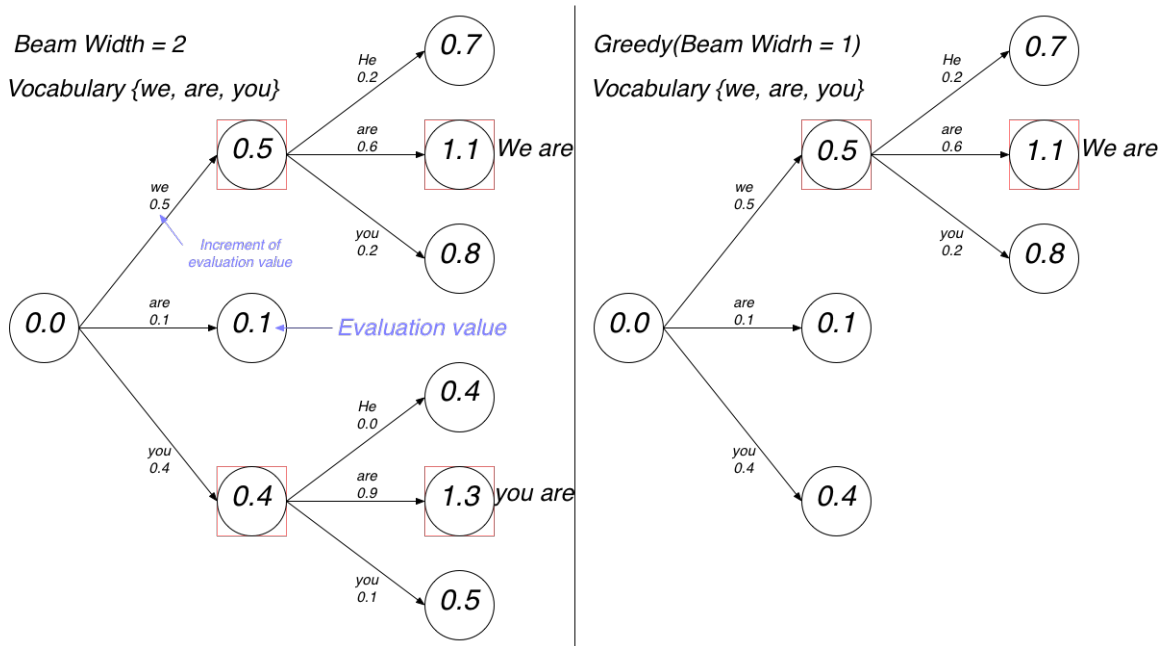 Beam Width = 2
Vocabulary {we, are, you}
0.0
we
0.5
Increment of
evaluation value
are
0.1
you
0.4
0.5
0.1
Evaluation value
0.4
He
0.2
are
0.6
you
0.2
0.7
1.1
We are
0.8
He
0.0
are
0.9
you
0.1
0.4
1.3
you are
0.5
Greedy(Beam Widrh = 1)
Vocabulary {we, are, you}
0.0
we
0.5
are
0.1
you
0.4
0.5
0.1
0.4
He
0.2
are
0.6
you
0.2
0.7
1.1
We are
0.8